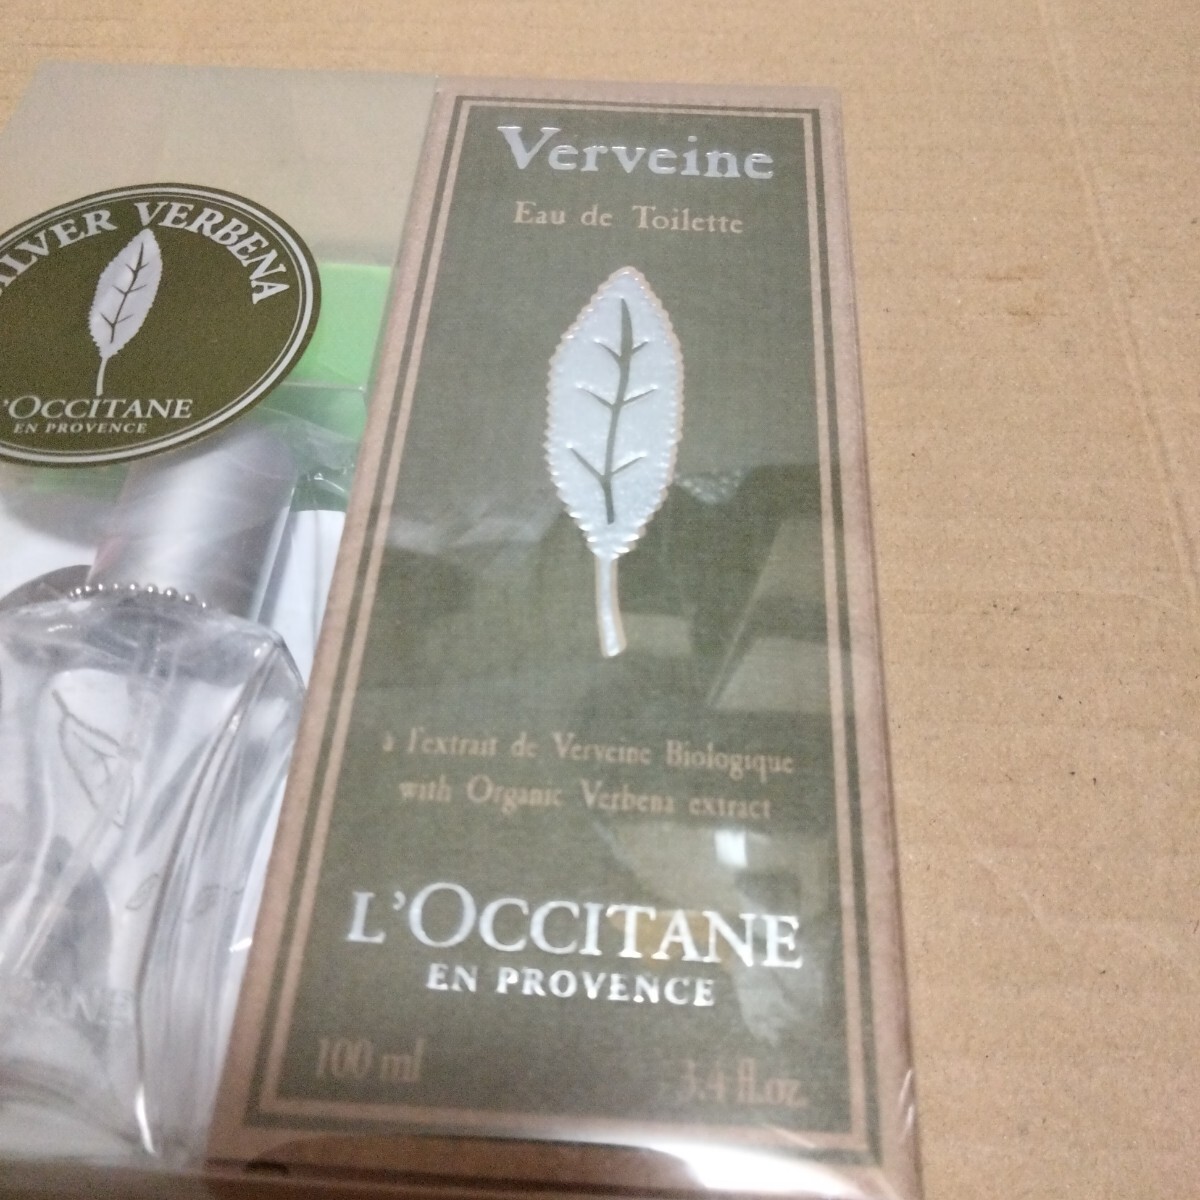 ILVER VERBENA
L'OCCITANE
EN PROVENCE
Verveine
Eau de Toilette
à l'extrait de Verveine Biologique
with Organic Verbena extract
L'OCCITANE
EN PROVENCE
100 ml
3.4 fl.oz.